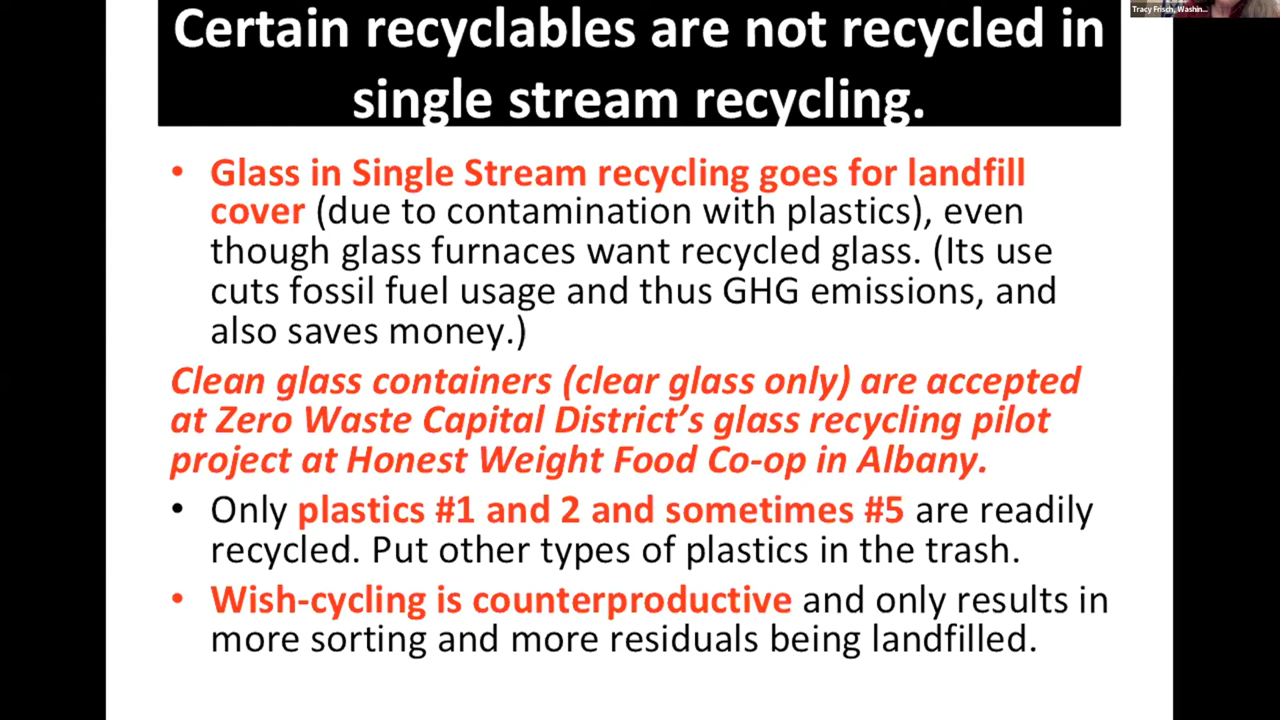 Certain recyclables are not recycled in
single stream recycling.
Tracy Frisch, Washin...
• Glass in Single Stream recycling goes for landfill
cover (due to contamination with plastics), even
though glass furnaces want recycled glass. (Its use
cuts fossil fuel usage and thus GHG emissions, and
also saves money.)
Clean glass containers (clear glass only) are accepted
at Zero Waste Capital District’s glass recycling pilot
project at Honest Weight Food Co-op in Albany.
• Only plastics #1 and 2 and sometimes #5 are readily
recycled. Put other types of plastics in the trash.
• Wish-cycling is counterproductive and only results in
more sorting and more residuals being landfilled.